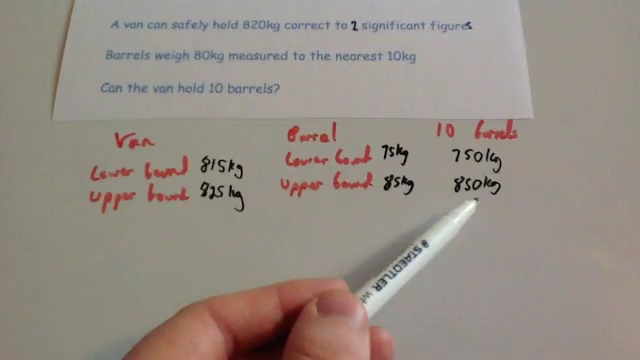 A van can safely hold 820kg correct to 2 significant figures
Barrels weigh 80kg measured to the nearest 10kg
Can the van hold 10 barrels?
Van Barrel 10 barrels
Lower bound 815kg Lower bound 75kg 750kg
Upper bound 825kg Upper bound 85kg 850kg
STAEDTLER